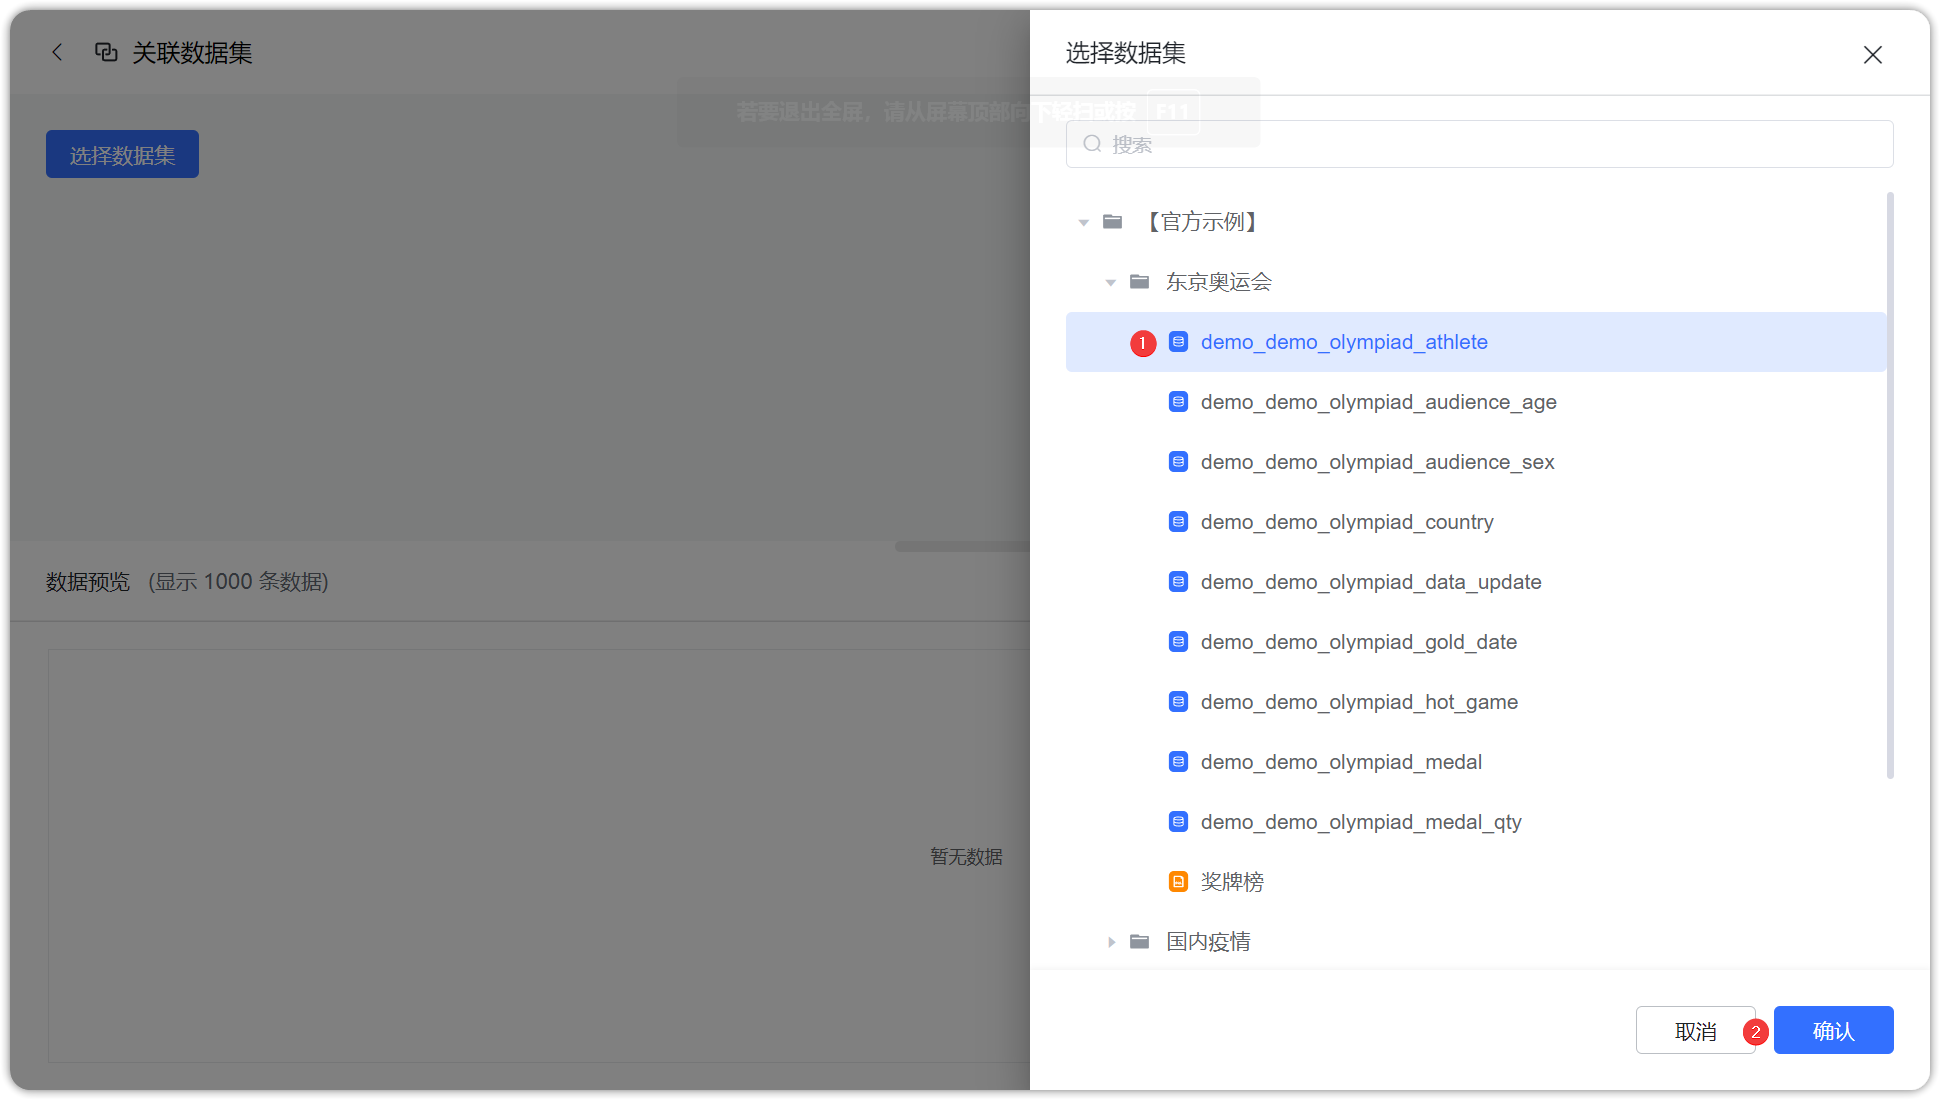 关联数据集
选择数据集
若要退出全屏，请从屏幕顶部向下轻扫或按 F11
选择数据集
搜索
【官方示例】
东京奥运会
1 demo_demo_olympiad_athlete
demo_demo_olympiad_audience_age
demo_demo_olympiad_audience_sex
demo_demo_olympiad_country
demo_demo_olympiad_data_update
demo_demo_olympiad_gold_date
demo_demo_olympiad_hot_game
demo_demo_olympiad_medal
demo_demo_olympiad_medal_qty
奖牌榜
国内疫情
数据预览 (显示 1000 条数据)
暂无数据
取消 2 确认